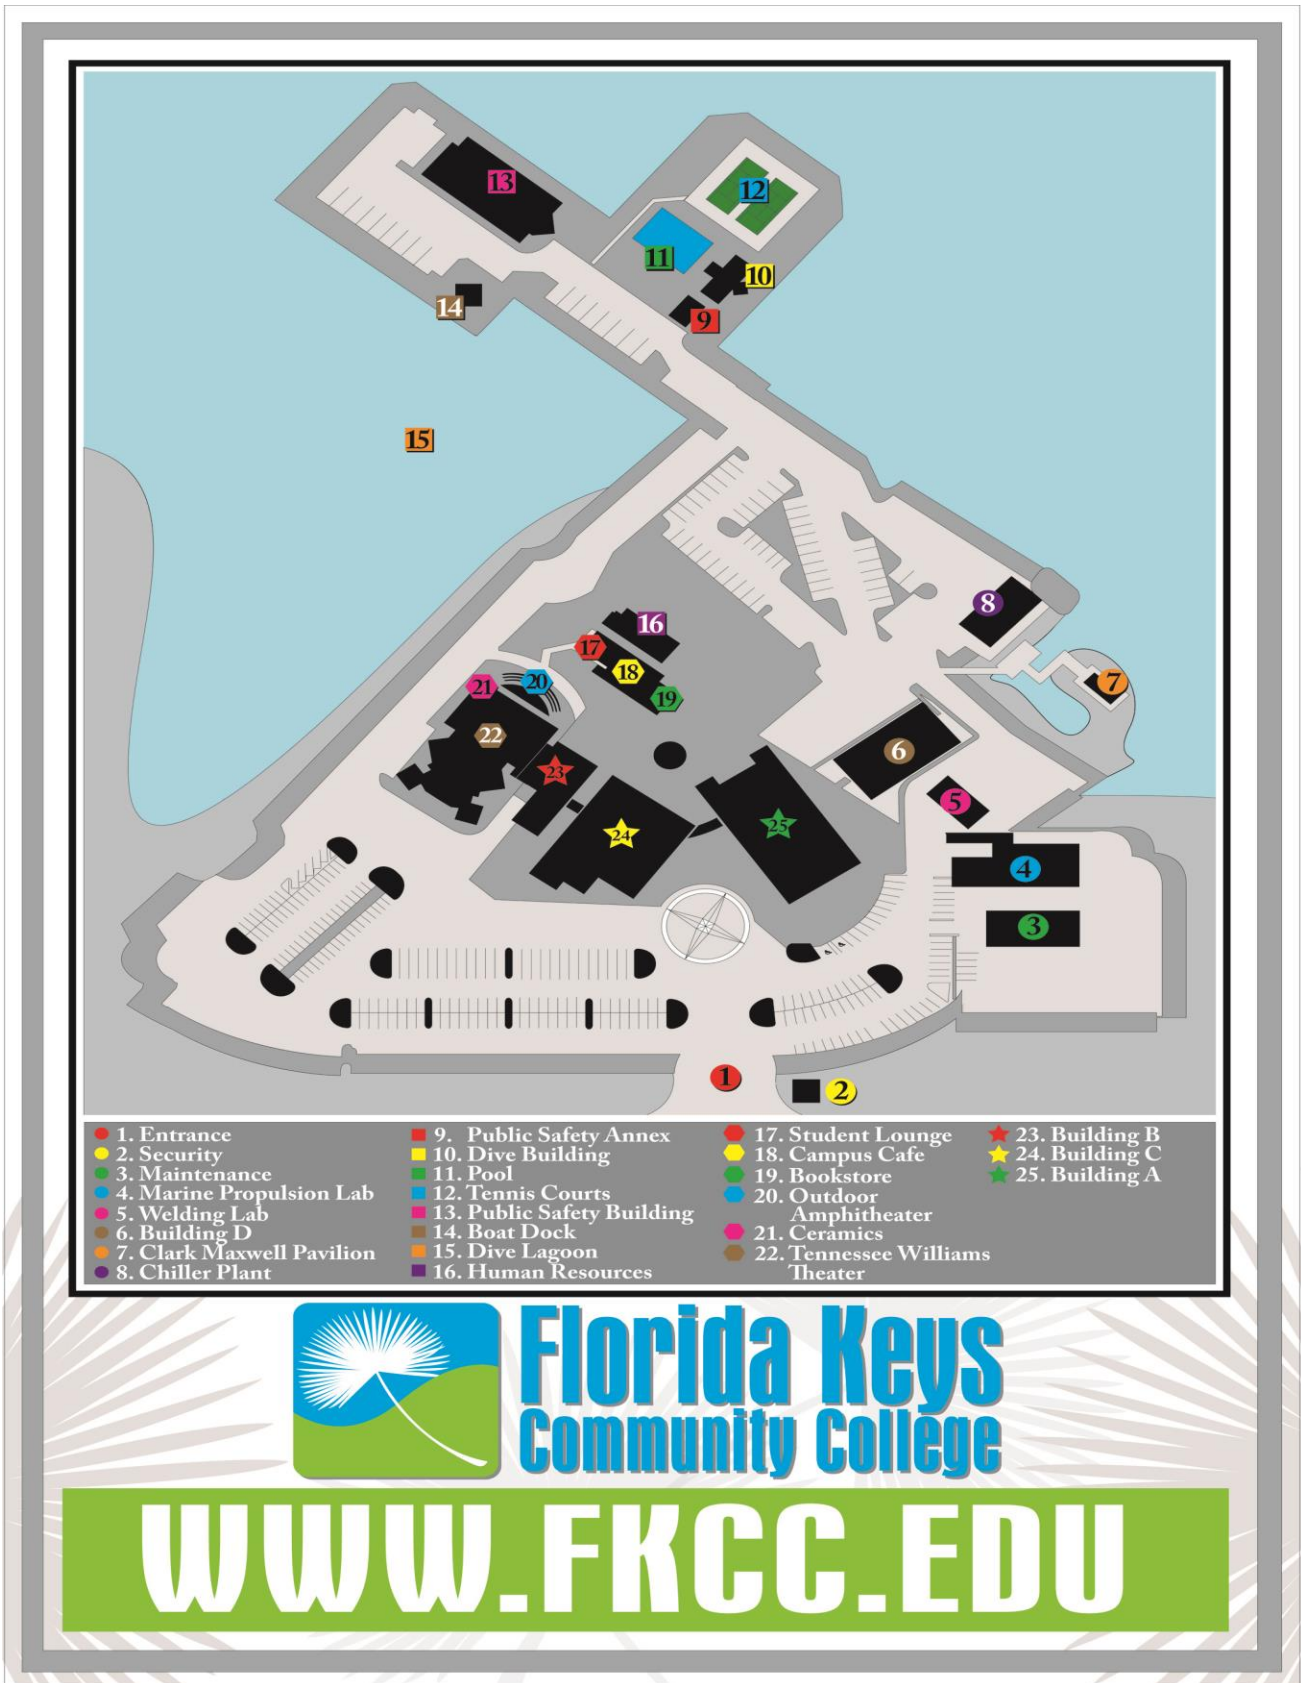 13
12
11
10
14
9
15
8
16
17
18
7
21
20
19
22
6
23
5
24
25
4
3
1
2
1. Entrance
2. Security
3. Maintenance
4. Marine Propulsion Lab
5. Welding Lab
6. Building D
7. Clark Maxwell Pavilion
8. Chiller Plant
9. Public Safety Annex
10. Dive Building
11. Pool
12. Tennis Courts
13. Public Safety Building
14. Boat Dock
15. Dive Lagoon
16. Human Resources
17. Student Lounge
18. Campus Cafe
19. Bookstore
20. Outdoor
Amphitheater
21. Ceramics
22. Tennessee Williams
Theater
23. Building B
24. Building C
25. Building A
Florida Keys
Community College
WWW.FKCC.EDU